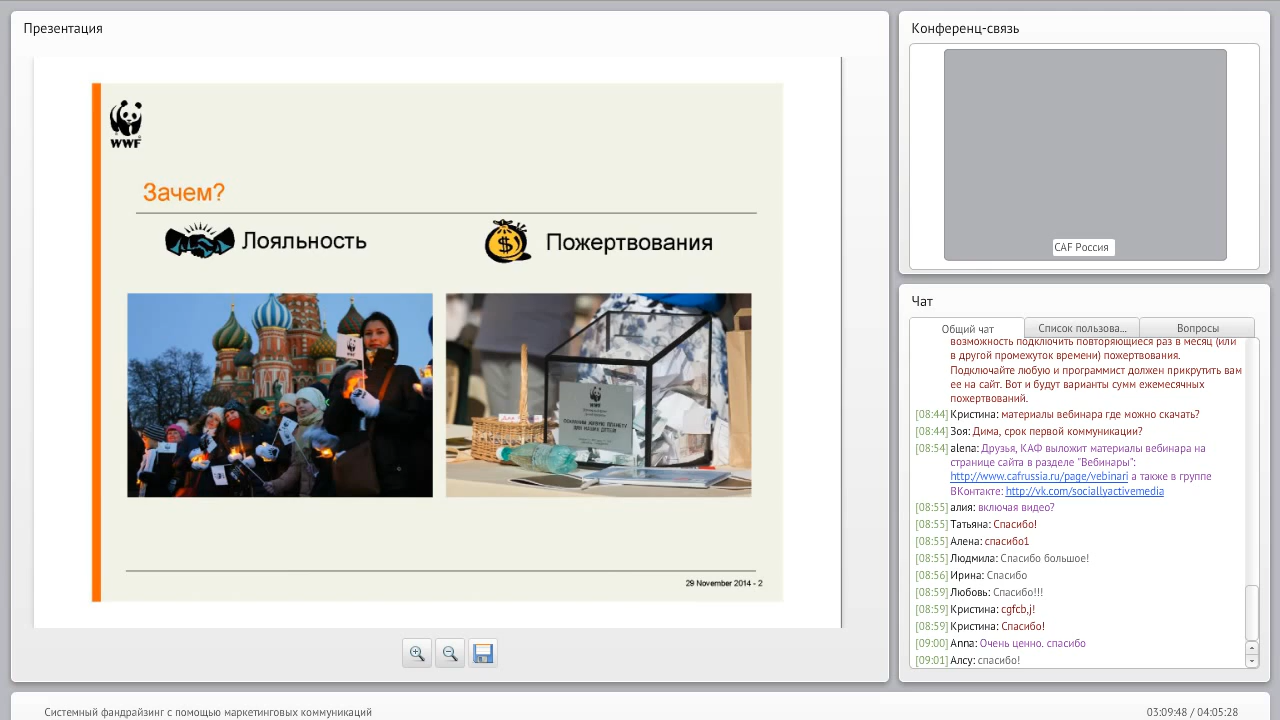 Презентация
WWF
Зачем?
Лояльность
Пожертвования
29 November 2014 - 2
Конференц-связь
CAF Россия
Чат
Общий чат
Список пользова...
Вопросы
возможность подключить повторяющиеся раз в месяц (или
в другой промежуток времени) пожертвования.
Подключайте любую и программист должен прикрутить вам
ее на сайт. Вот и будут варианты сумм ежемесячных
пожертвований.
[08:44] Кристина: материалы вебинара где можно скачать?
[08:44] Зоя: Дима, срок первой коммуникации?
[08:54] alena: Друзья, КАФ выложит материалы вебинара на
странице сайта в разделе "Вебинары":
http://www.cafrussia.ru/page/vebinari а также в группе
ВКонтакте: http://vk.com/sociallyactivemedia
[08:55] алия: включая видео?
[08:55] Татьяна: Спасибо!
[08:55] Алена: спасибо1
[08:55] Людмила: Спасибо большое!
[08:56] Ирина: Спасибо
[08:59] Любовь: Спасибо!!!
[08:59] Кристина: cgfcb,j!
[08:59] Кристина: Спасибо!
[09:00] Anna: Очень ценно. спасибо
[09:01] Алсу: спасибо!
Системный фандрайзинг с помощью маркетинговых коммуникаций
03:09:48 / 04:05:28